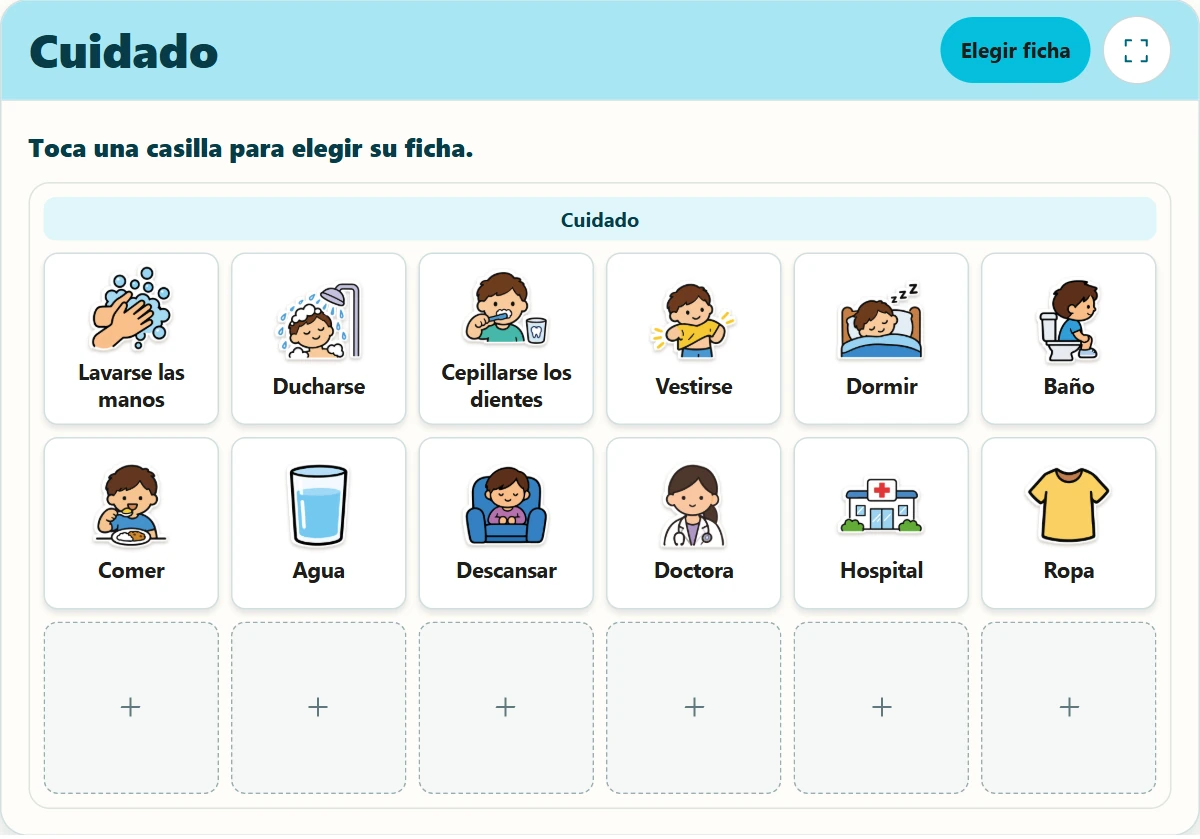 Cuidado
Elegir ficha
Toca una casilla para elegir su ficha.
Cuidado
Lavarse las
manos
Ducharse
Cepillarse los
dientes
Vestirse
z z z
Dormir
Baño
Comer
Agua
Descansar
Doctora
Hospital
Ropa
+ + + + + +